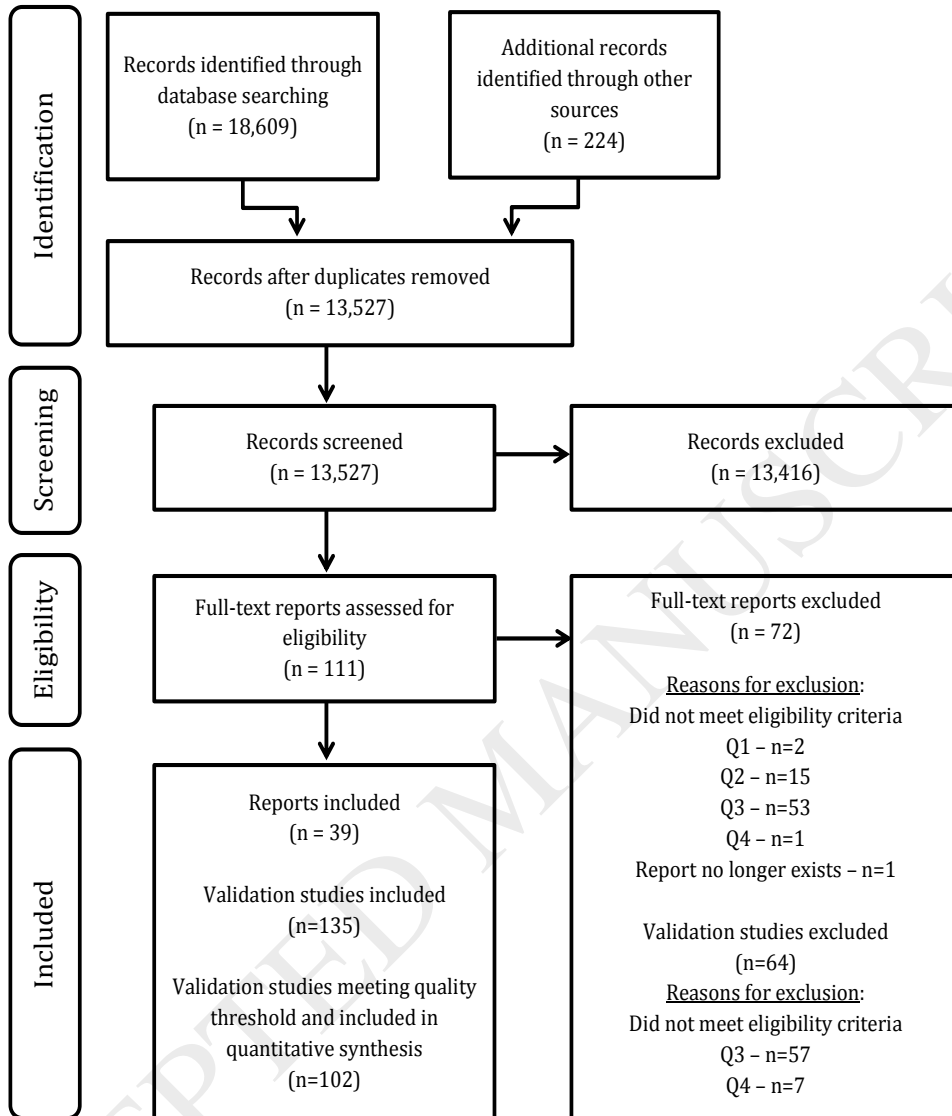 Identification
Records identified through
database searching
(n = 18,609)
Additional records
identified through other
sources
(n = 224)
Records after duplicates removed
(n = 13,527)
Screening
Records screened
(n = 13,527)
Records excluded
(n = 13,416)
Eligibility
Full-text reports assessed for
eligibility
(n = 111)
Full-text reports excluded
(n = 72)
Reasons for exclusion:
Did not meet eligibility criteria
Q1 – n=2
Q2 – n=15
Q3 – n=53
Q4 – n=1
Report no longer exists – n=1
Validation studies excluded
(n=64)
Reasons for exclusion:
Did not meet eligibility criteria
Q3 – n=57
Q4 – n=7
Included
Reports included
(n = 39)
Validation studies included
(n=135)
Validation studies meeting quality
threshold and included in
quantitative synthesis
(n=102)
PTED MANUSCRI